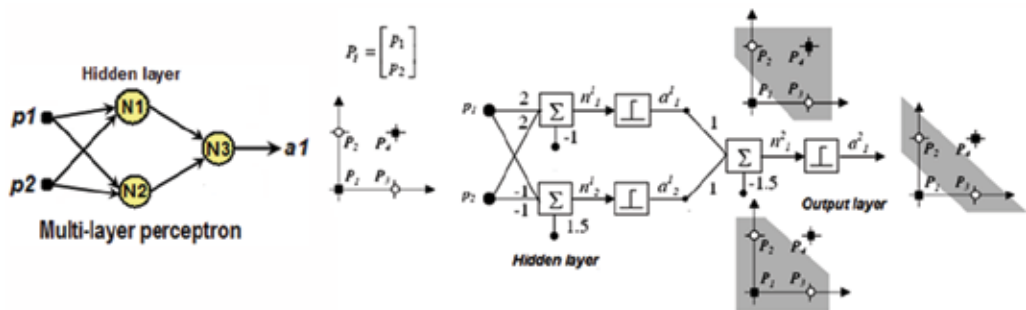 Hidden layer
p1
N1
N3
a1
p2
N2
Multi-layer perceptron
P1 = [p1
p2]
P2 P4
P1 P3
p1
2
2
Σ
n¹1
a¹1
-1
p2
-1
-1
Σ
n¹2
a¹2
1.5
Hidden layer
1
1
Σ
n²1
a²1
-1.5
Output layer
P2 P4
P1 P3
P2 P4
P1 P3
P2 P4
P1 P3